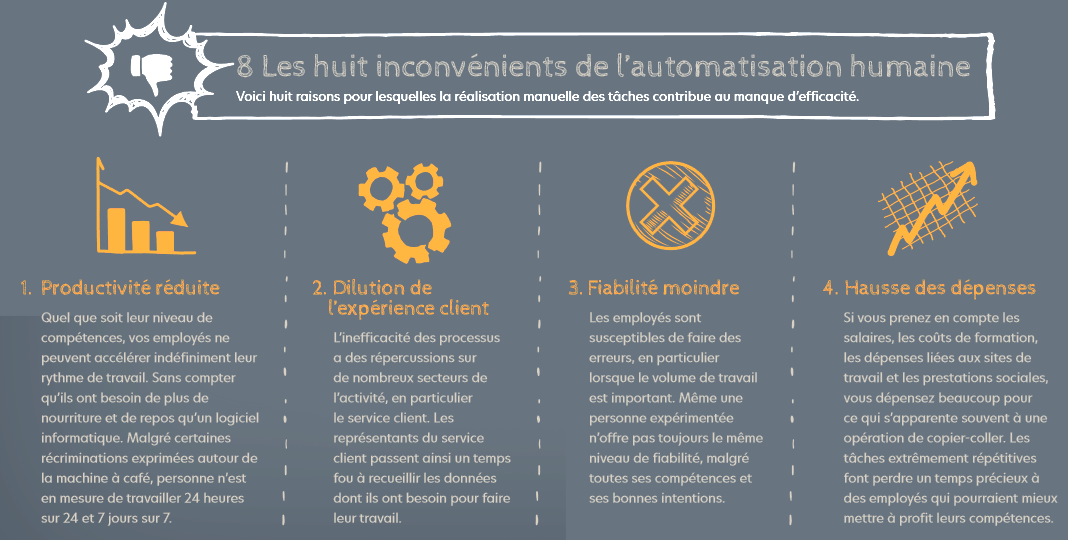 8 Les huit inconvénients de l'automatisation humaine
Voici huit raisons pour lesquelles la réalisation manuelle des tâches contribue au manque d'efficacité.
1. Productivité réduite
Quel que soit leur niveau de
compétences, vos employés ne
peuvent accélérer indéfiniment leur
rythme de travail. Sans compter
qu'ils ont besoin de plus de
nourriture et de repos qu'un logiciel
informatique. Malgré certaines
récriminations exprimées autour de
la machine à café, personne n'est
en mesure de travailler 24 heures
sur 24 et 7 jours sur 7.
2. Dilution de
l'expérience client
L'inefficacité des processus
a des répercussions sur
de nombreux secteurs de
l'activité, en particulier
le service client. Les
représentants du service
client passent ainsi un temps
fou à recueillir les données
dont ils ont besoin pour faire
leur travail.
3. Fiabilité moindre
Les employés sont
susceptibles de faire des
erreurs, en particulier
lorsque le volume de travail
est important. Même une
personne expérimentée
n'offre pas toujours le même
niveau de fiabilité, malgré
toutes ses compétences et
ses bonnes intentions.
4. Hausse des dépenses
Si vous prenez en compte les
salaires, les coûts de formation,
les dépenses liées aux sites de
travail et les prestations sociales,
vous dépensez beaucoup pour
ce qui s'apparente souvent à une
opération de copier-coller. Les
tâches extrêmement répétitives
font perdre un temps précieux à
des employés qui pourraient mieux
mettre à profit leurs compétences.